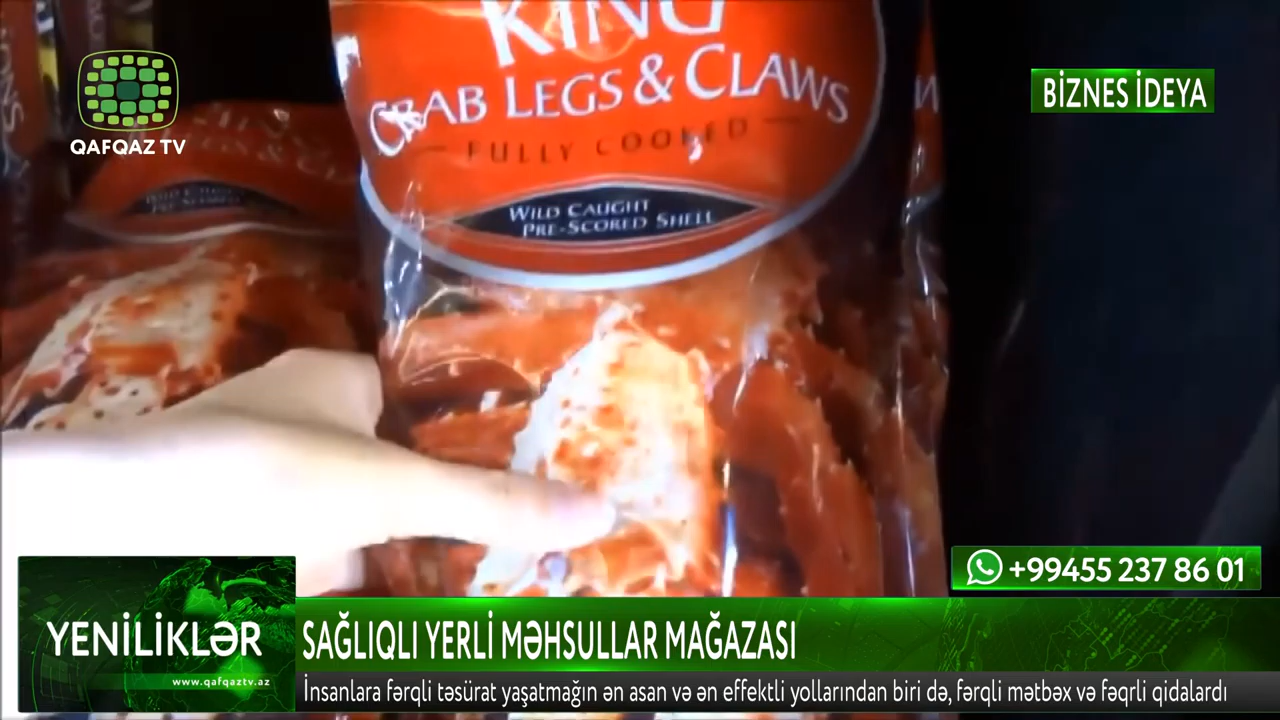 KING
CRAB LEGS & CLAWS
FULLY COOKED
WILD CAUGHT
PRE-SCORED SHELL
QAFQAZ TV
BİZNES İDEYA
+99455 237 86 01
YENİLİKLƏR
www.qafqaztv.az
SAĞLIQLI YERLİ MƏHSULLAR MAĞAZASI
İnsanlara fərqli təsürat yaşatmağın ən asan və ən effektli yollarından biri də, fərqli mətbəx və fəqrli qidalardı